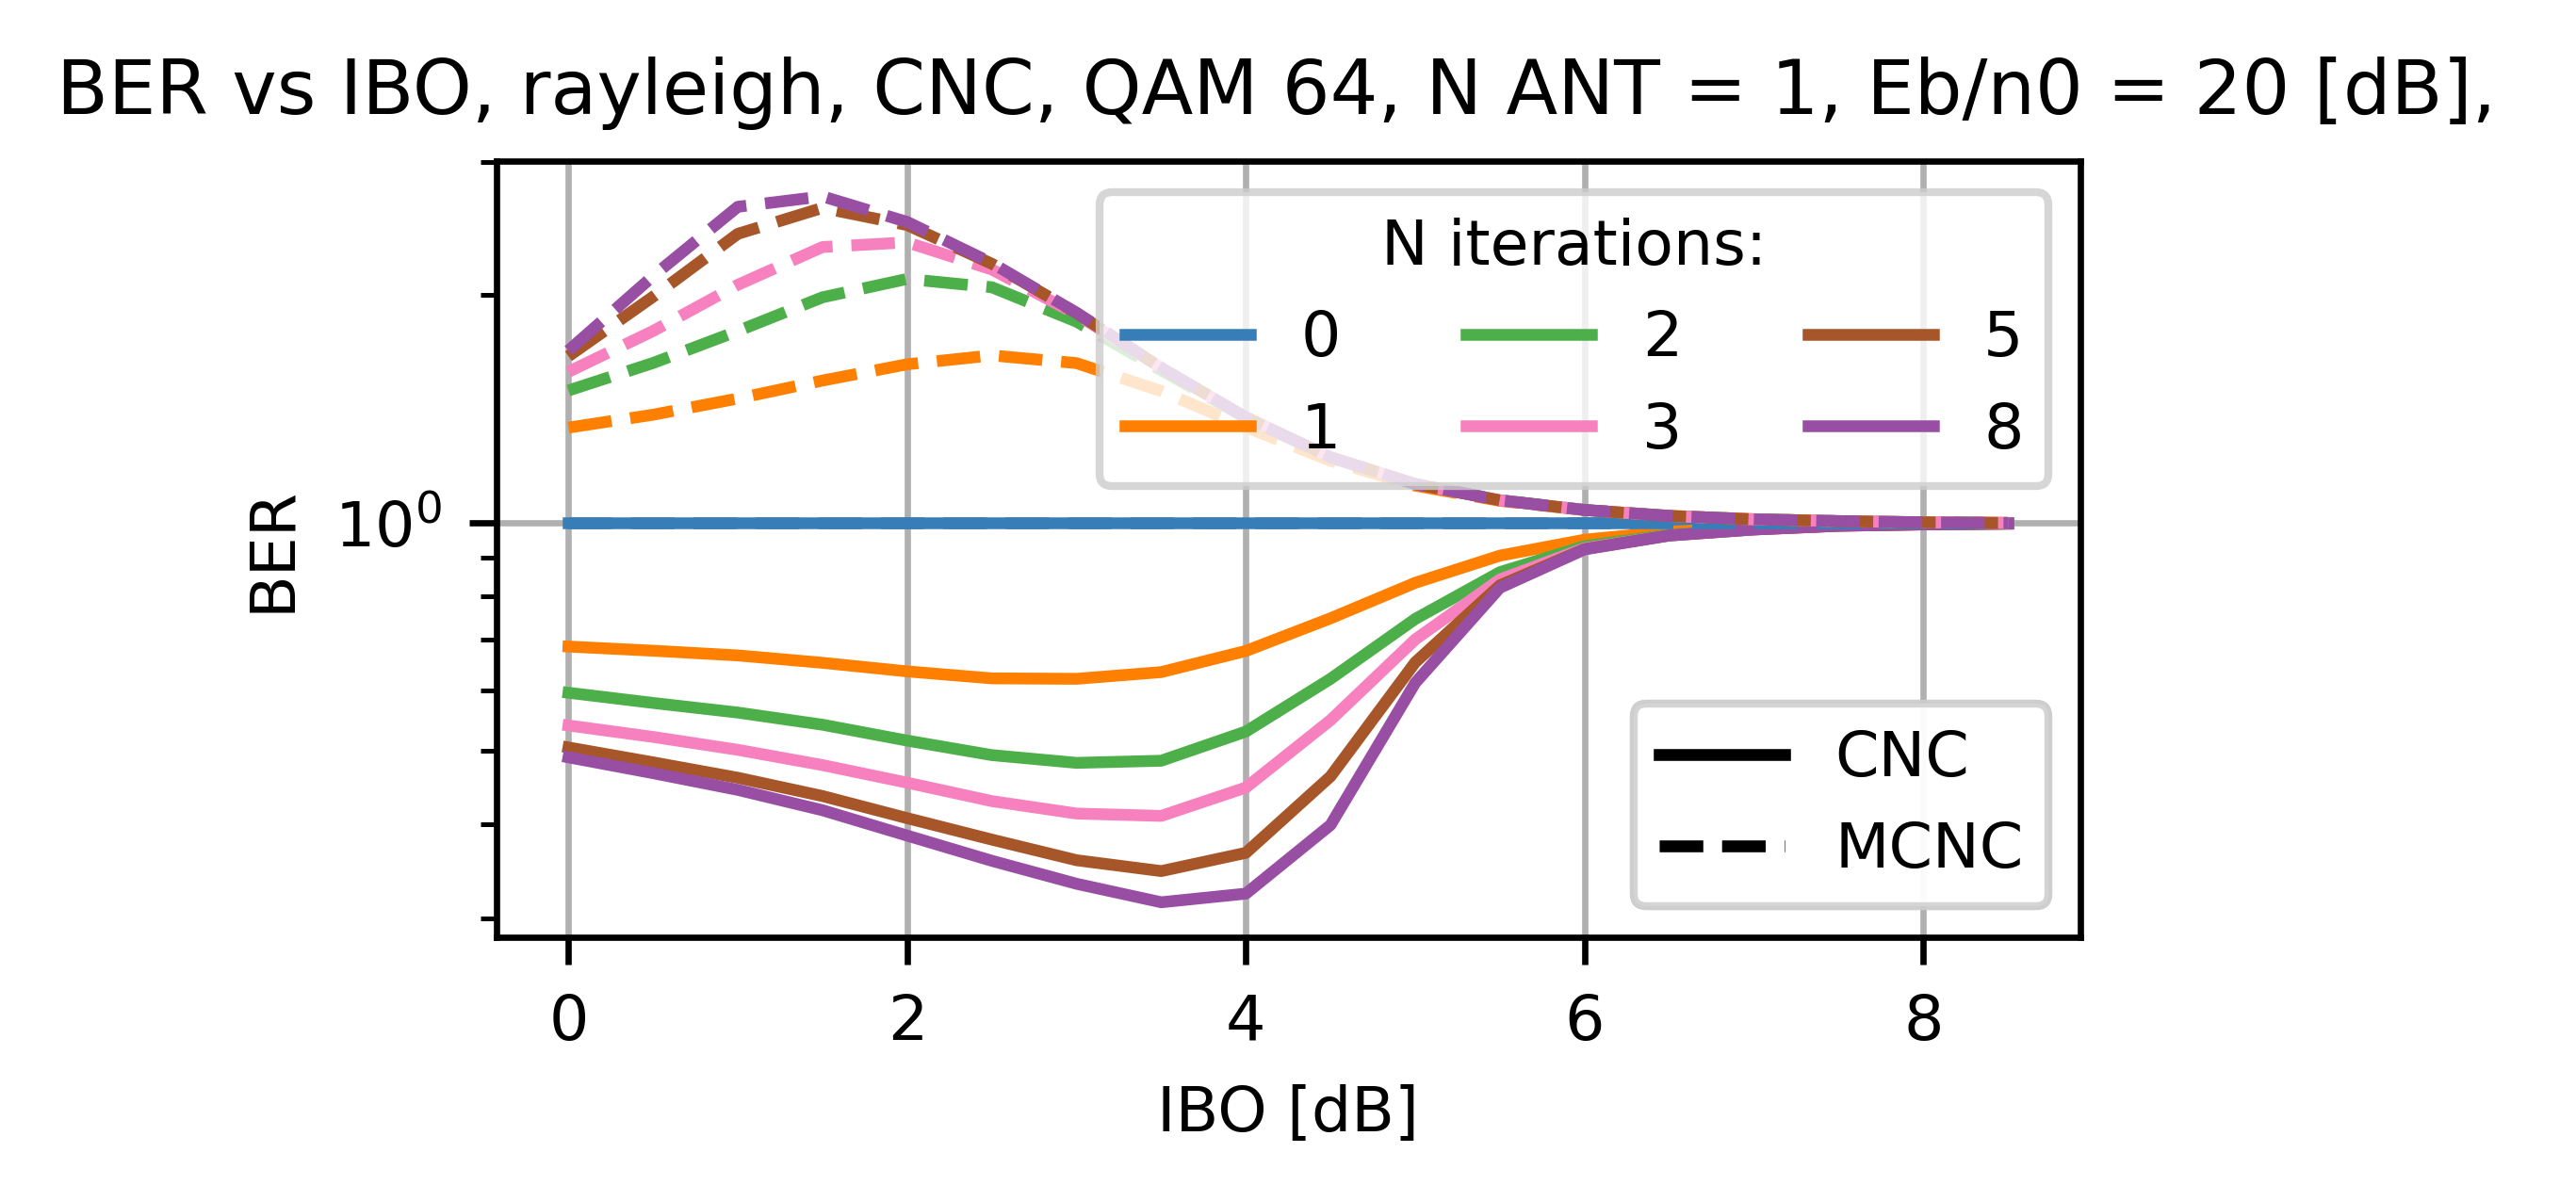 BER vs IBO, rayleigh, CNC, QAM 64, N ANT = 1, Eb/n0 = 20 [dB],
N iterations:
0 2 5
1 3 8
BER
10⁰
CNC
MCNC
0 2 4 6 8
IBO [dB]